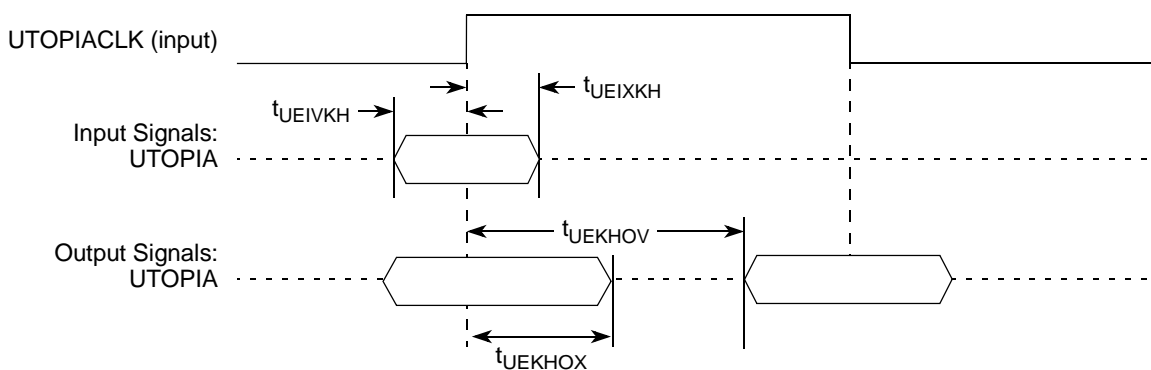 UTOPIACLK (input)
tUEIXKH
tUEIVKH
Input Signals:
UTOPIA
tUEKHOV
Output Signals:
UTOPIA
tUEKHOX